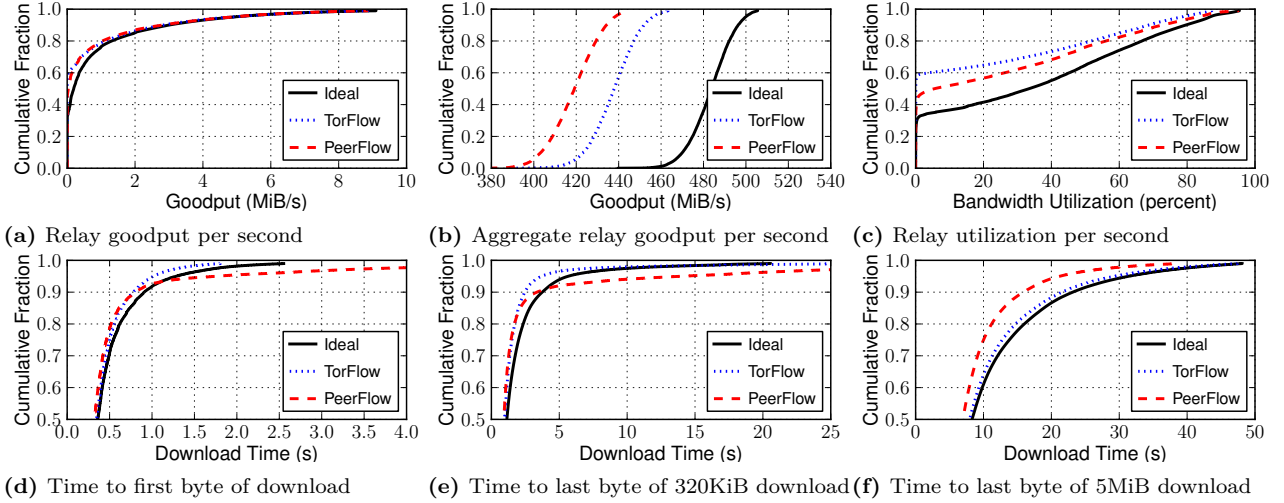 Cumulative Fraction
1.0
0.8
0.6
0.4
0.2
0.0
Ideal
TorFlow
PeerFlow
0 2 4 6 8 10
Goodput (MiB/s)
(a) Relay goodput per second
Cumulative Fraction
1.0
0.8
0.6
0.4
0.2
0.0
Ideal
TorFlow
PeerFlow
380 400 420 440 460 480 500 520 540
Goodput (MiB/s)
(b) Aggregate relay goodput per second
Cumulative Fraction
1.0
0.8
0.6
0.4
0.2
0.0
Ideal
TorFlow
PeerFlow
0 20 40 60 80 100
Bandwidth Utilization (percent)
(c) Relay utilization per second
Cumulative Fraction
1.0
0.9
0.8
0.7
0.6
0.5
Ideal
TorFlow
PeerFlow
0.0 0.5 1.0 1.5 2.0 2.5 3.0 3.5 4.0
Download Time (s)
(d) Time to first byte of download
Cumulative Fraction
1.0
0.9
0.8
0.7
0.6
0.5
Ideal
TorFlow
PeerFlow
0 5 10 15 20 25
Download Time (s)
(e) Time to last byte of 320KiB download
Cumulative Fraction
1.0
0.9
0.8
0.7
0.6
0.5
Ideal
TorFlow
PeerFlow
0 10 20 30 40 50
Download Time (s)
(f) Time to last byte of 5MiB download